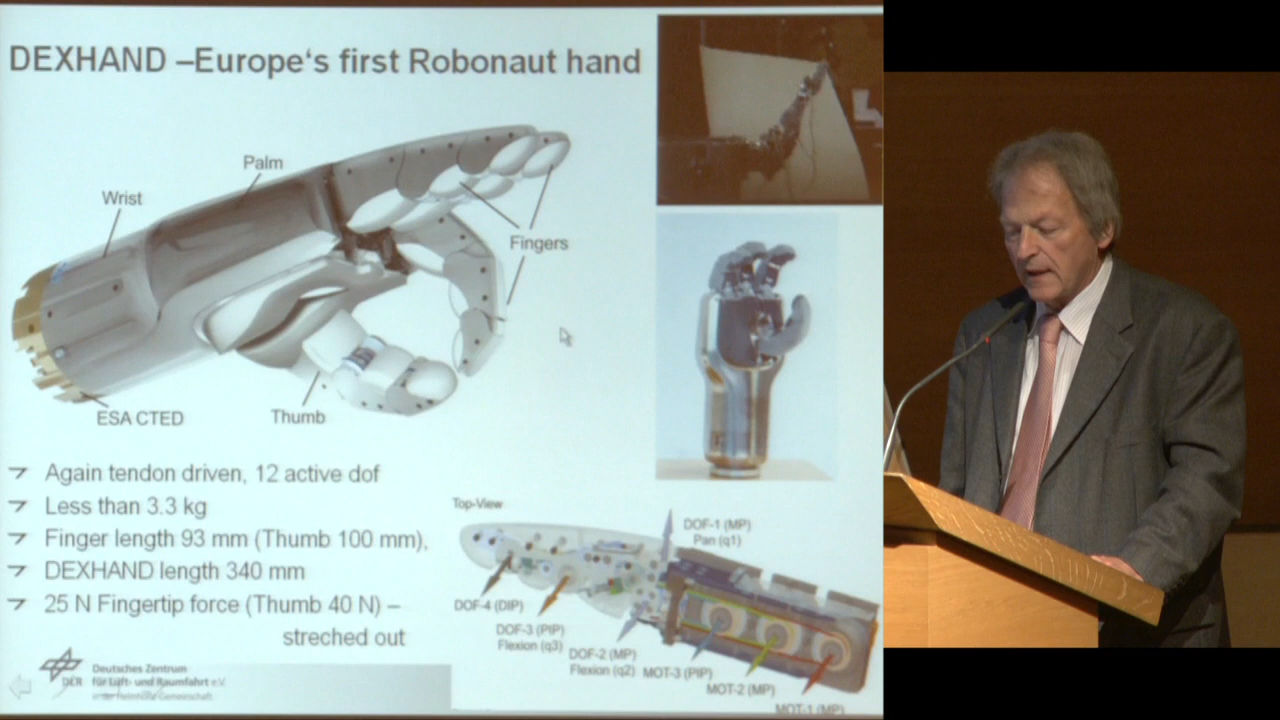 DEXHAND –Europe's first Robonaut hand
Palm
Wrist
Fingers
ESA CTED
Thumb
Again tendon driven, 12 active dof
Less than 3.3 kg
Finger length 93 mm (Thumb 100 mm),
DEXHAND length 340 mm
25 N Fingertip force (Thumb 40 N) –
streched out
Top-View
DOF-1 (MP)
Pan (q1)
DOF-4 (DIP)
DOF-3 (PIP)
Flexion (q3)
DOF-2 (MP)
Flexion (q2)
MOT-3 (PIP)
MOT-2 (MP)
MOT-1 (MP)
DLR
Deutsches Zentrum
für Luft- und Raumfahrt e.V.
in der Helmholtz-Gemeinschaft